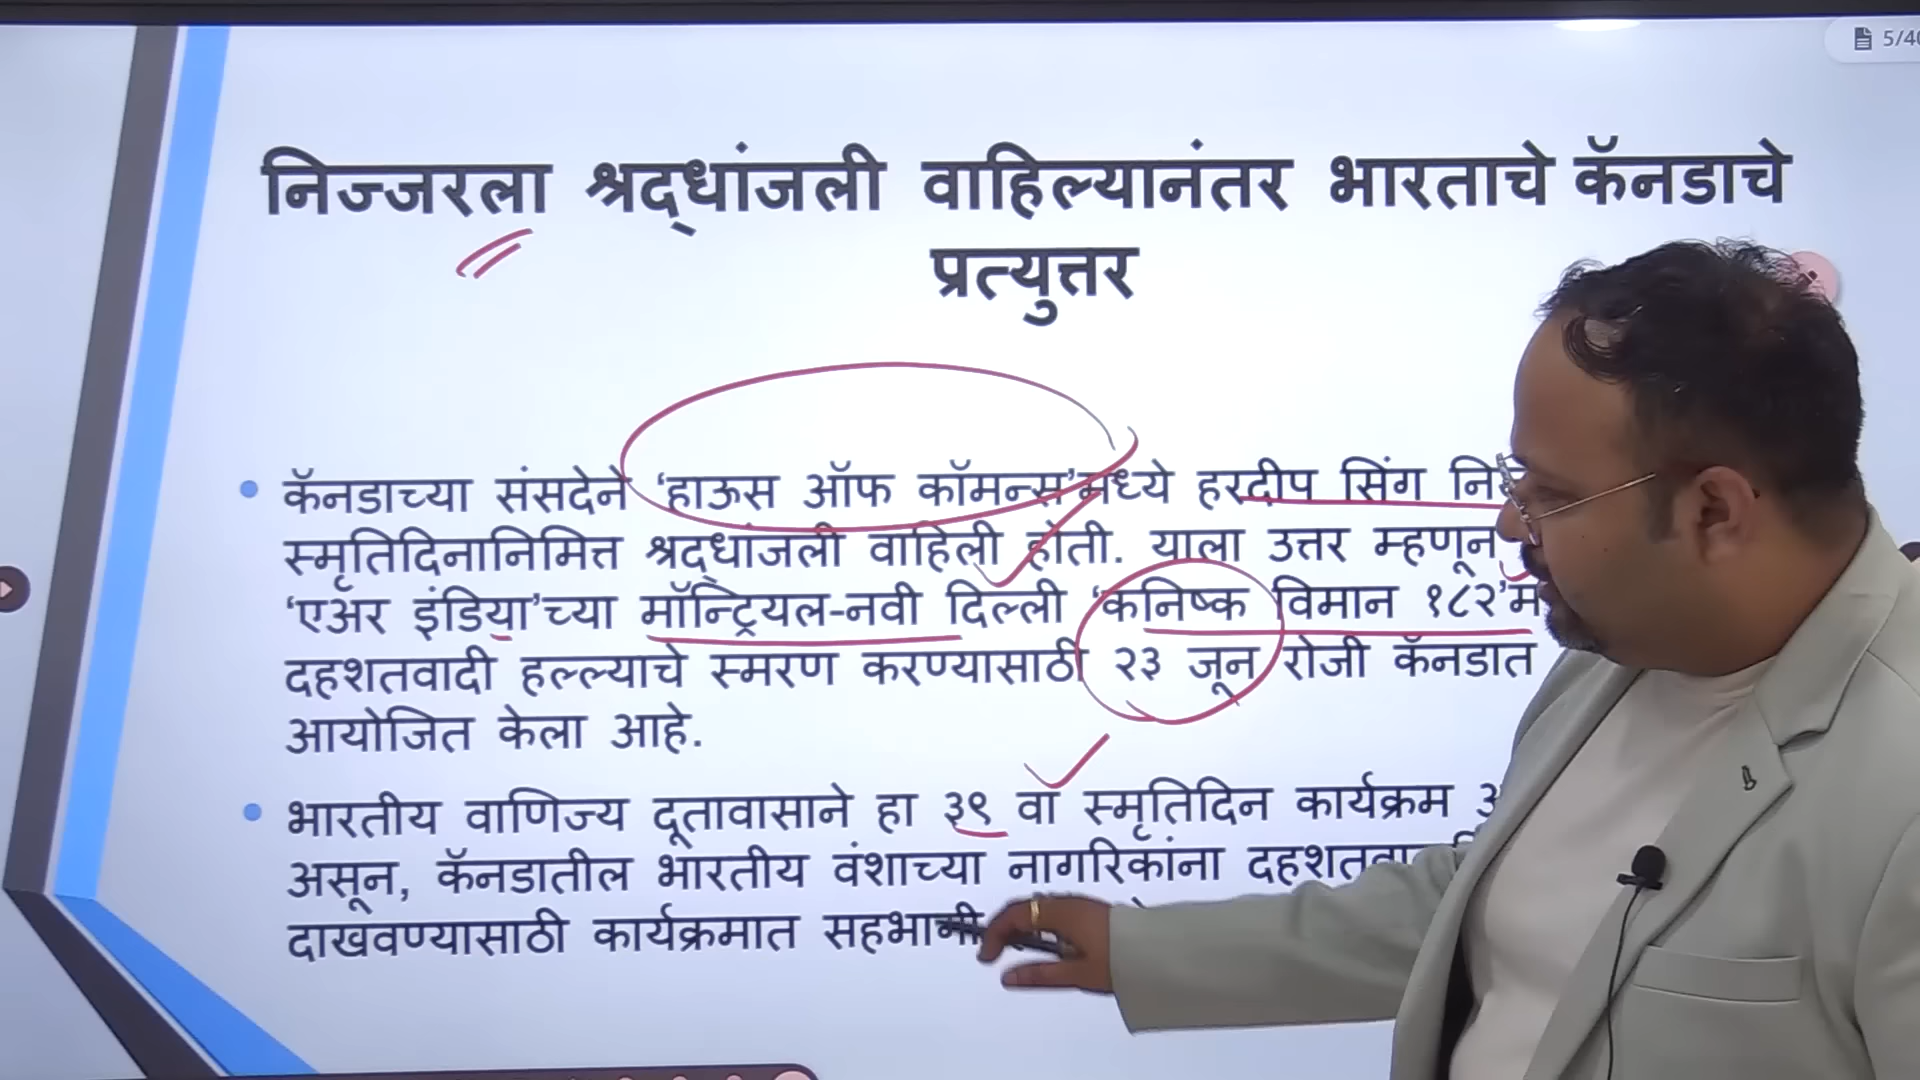 5/40
निज्जरला श्रद्धांजली वाहिल्यानंतर भारताचे कॅनडाचे
प्रत्युत्तर
कॅनडाच्या संसदेने ‘हाऊस ऑफ कॉमन्स’मध्ये हरदीप सिंग
स्मृतिदिनानिमित्त श्रद्धांजली वाहिली होती. याला उत्तर म्हणून
‘एअर इंडिया’च्या मॉन्ट्रियल-नवी दिल्ली ‘कनिष्क विमान १८२’
दहशतवादी हल्ल्याचे स्मरण करण्यासाठी २३ जून रोजी कॅनडात
आयोजित केला आहे.
भारतीय वाणिज्य दूतावासाने हा ३९ वा स्मृतिदिन कार्यक्रम
असून, कॅनडातील भारतीय वंशाच्या नागरिकांना
दाखवण्यासाठी कार्यक्रमात सहभागी